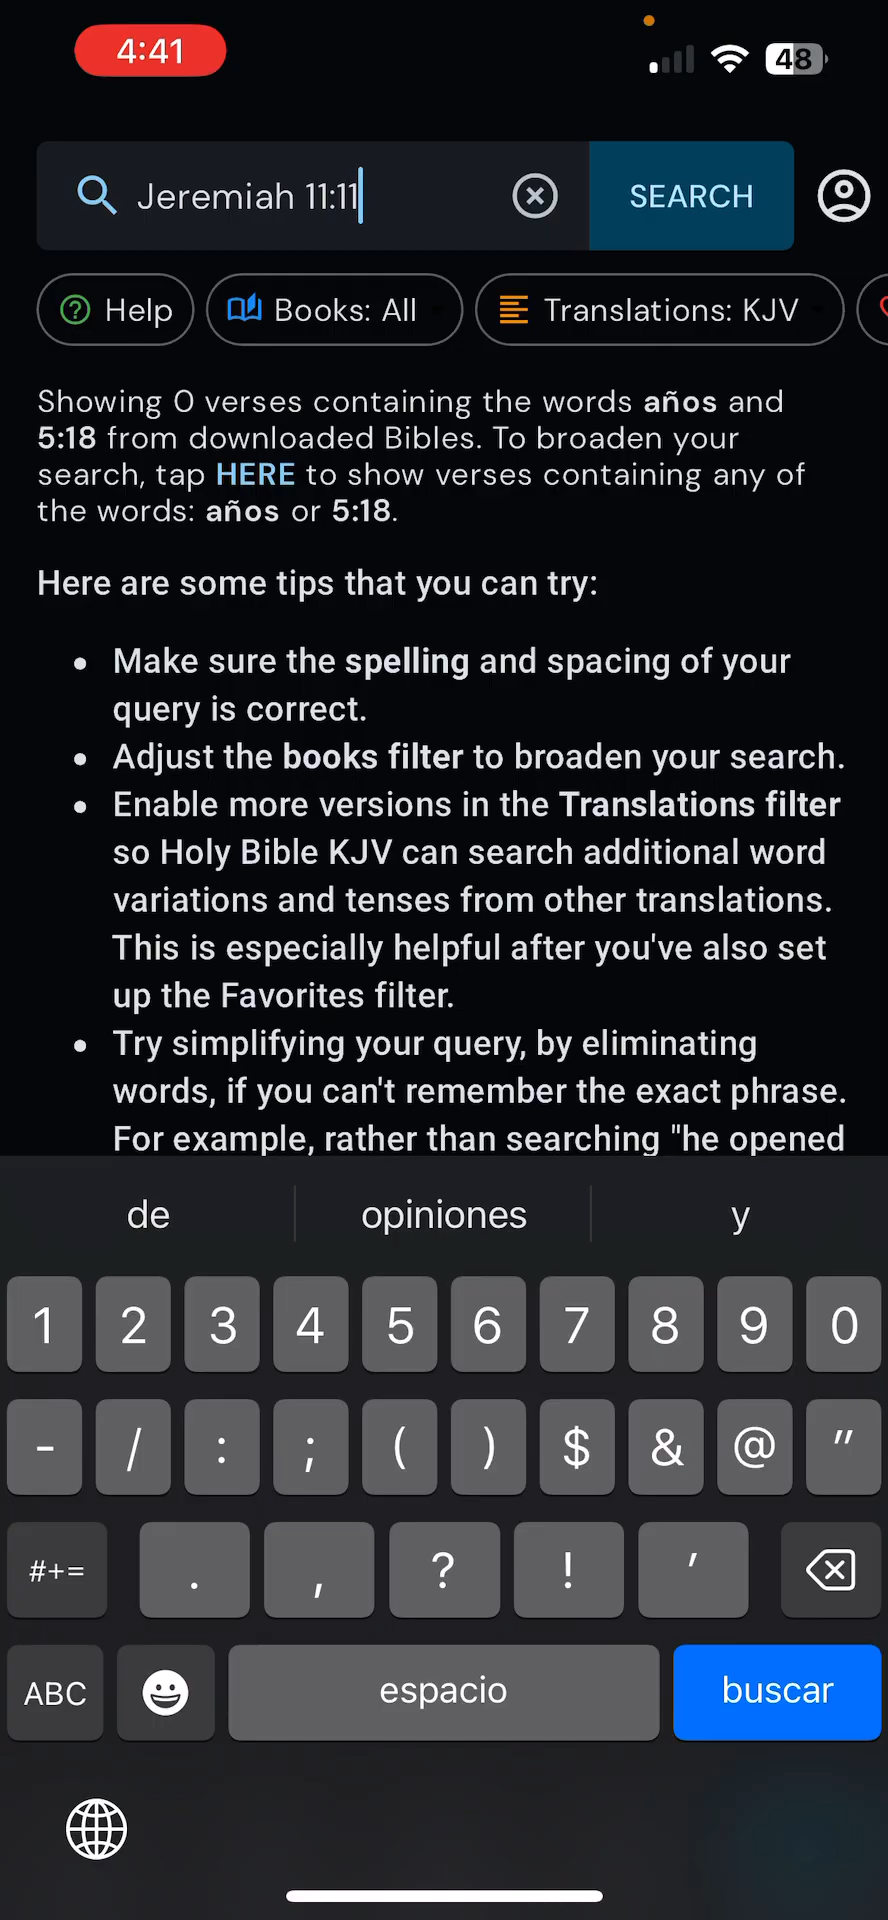 4:41
48
Jeremiah 11:11
SEARCH
Help
Books: All
Translations: KJV
Showing 0 verses containing the words años and
5:18 from downloaded Bibles. To broaden your
search, tap HERE to show verses containing any of
the words: años or 5:18.
Here are some tips that you can try:
• Make sure the spelling and spacing of your
query is correct.
• Adjust the books filter to broaden your search.
• Enable more versions in the Translations filter
so Holy Bible KJV can search additional word
variations and tenses from other translations.
This is especially helpful after you've also set
up the Favorites filter.
• Try simplifying your query, by eliminating
words, if you can't remember the exact phrase.
For example, rather than searching "he opened
de opiniones y
1 2 3 4 5 6 7 8 9 0
- / : ; ( ) $ & @ "
#+= . , ? ! '
ABC espacio buscar